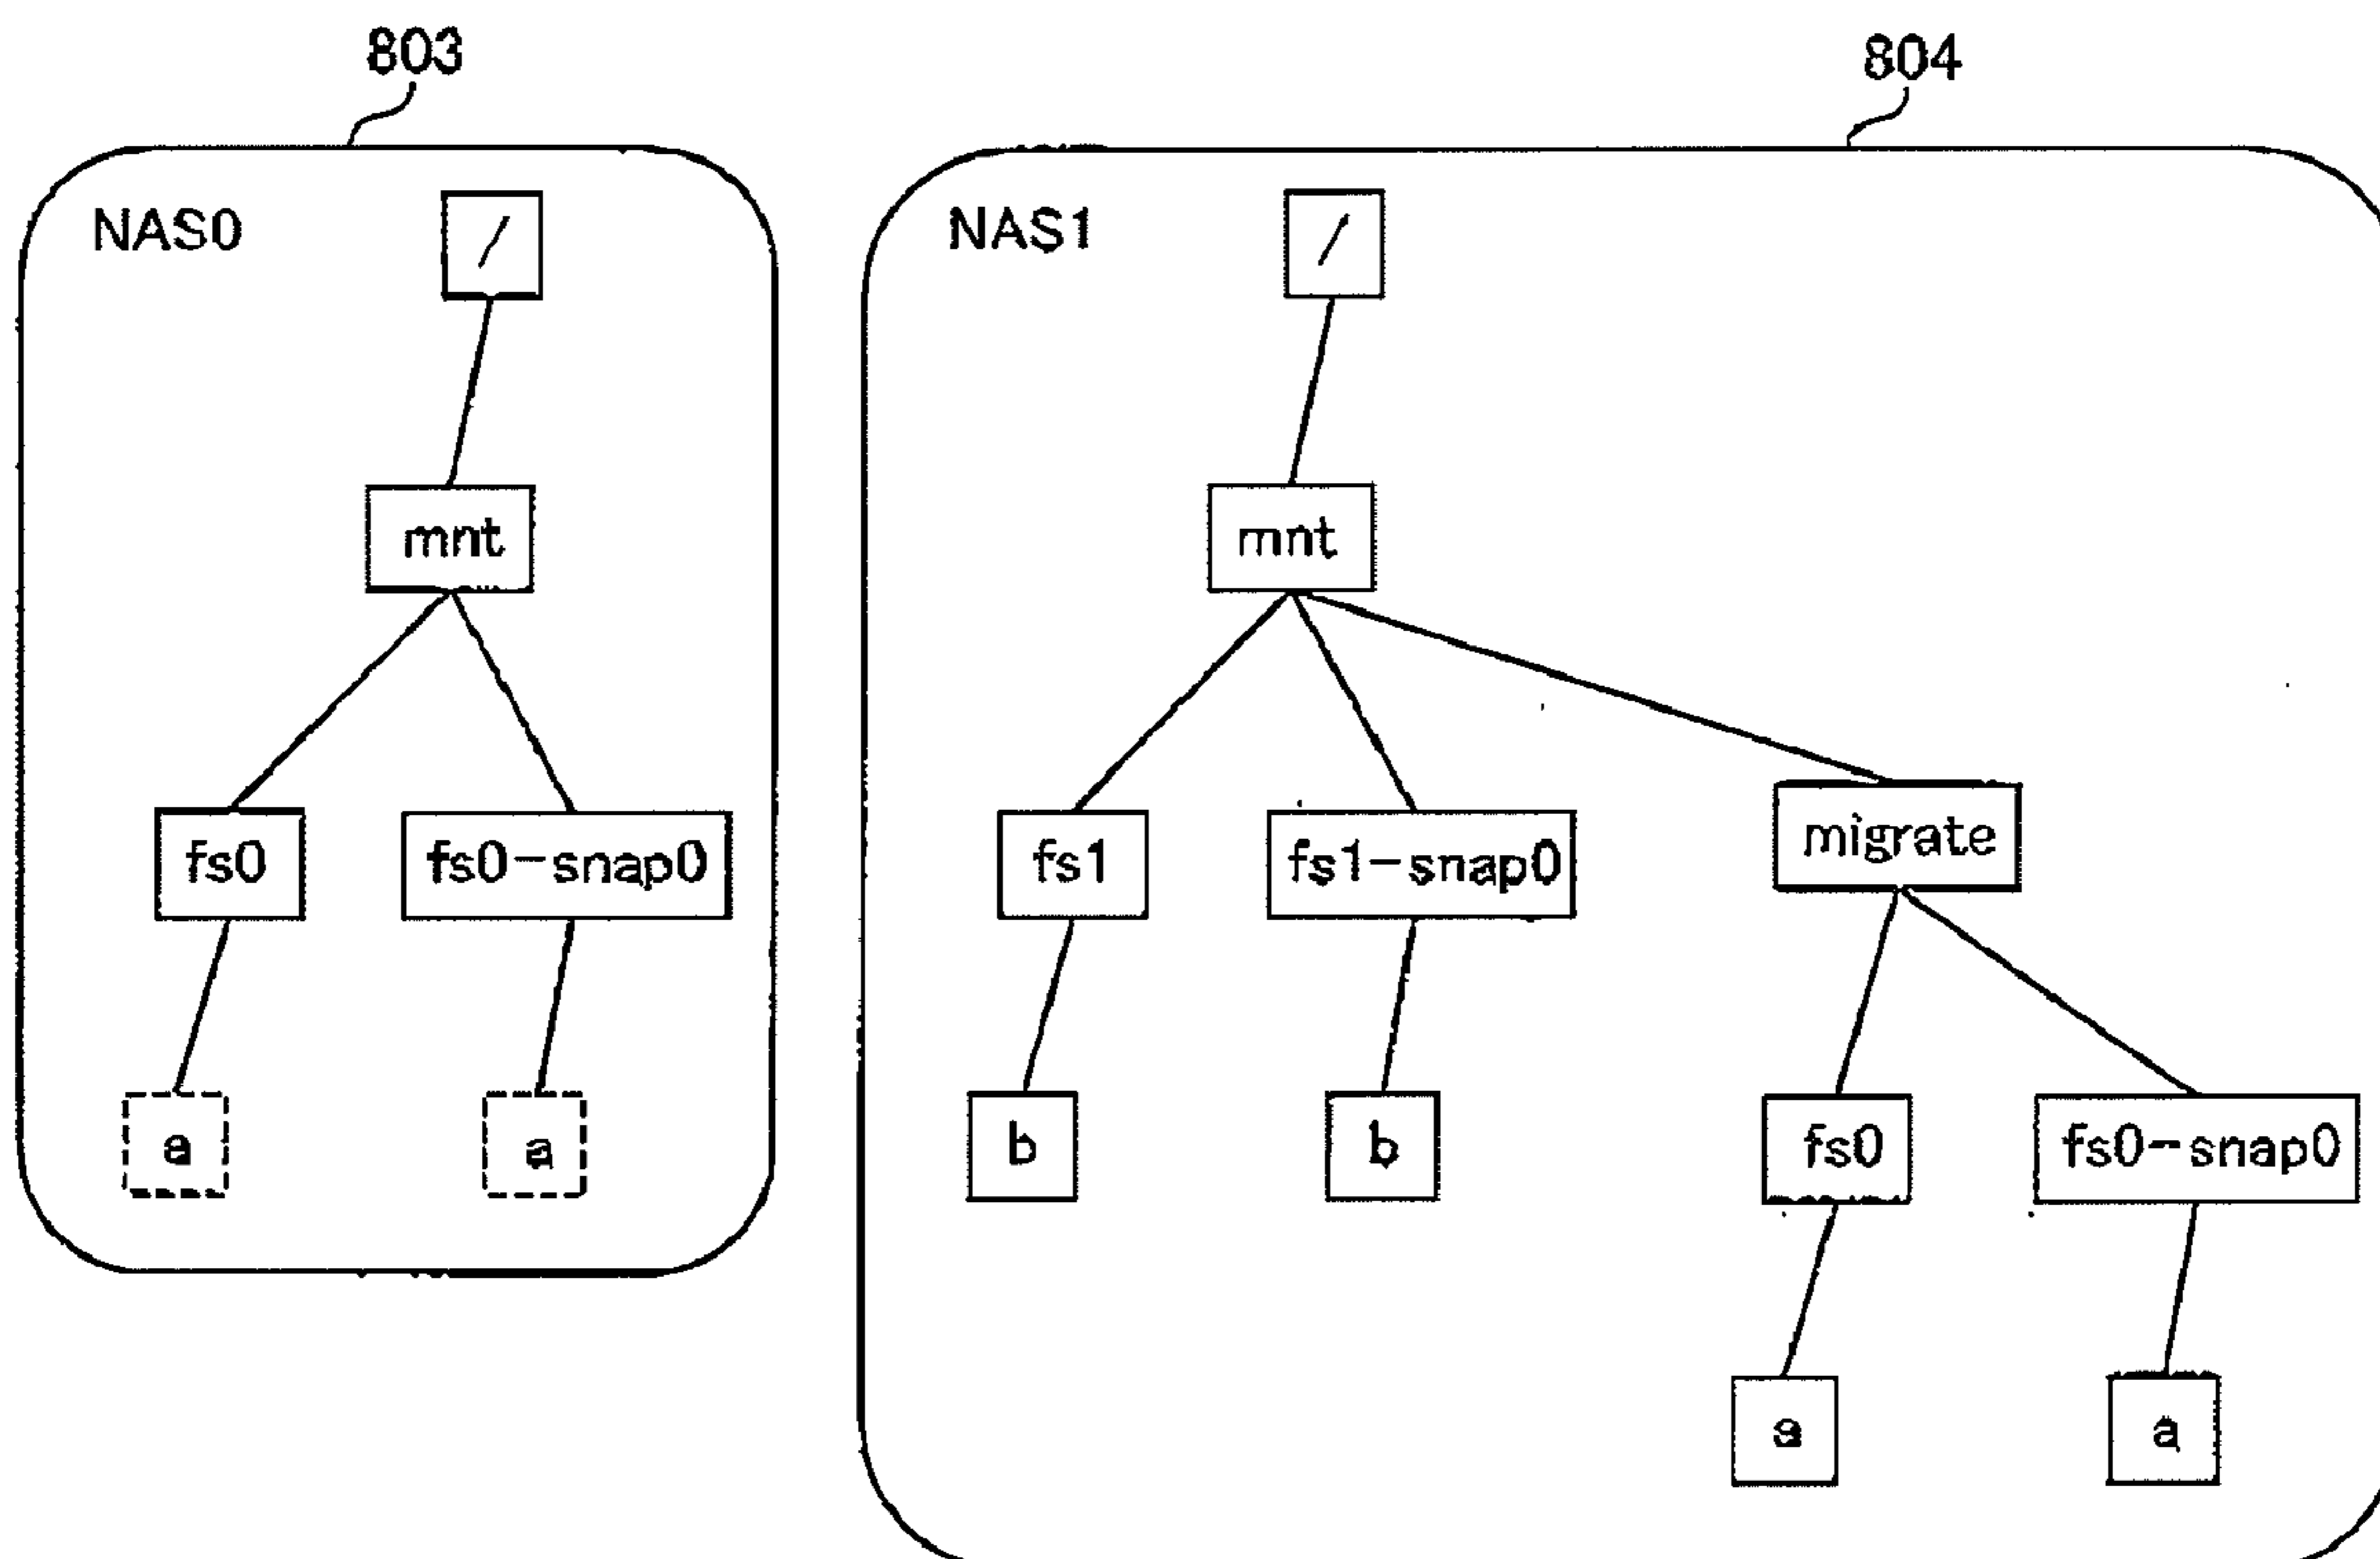 803
804
NAS0
/
NAS1
/
mnt
mnt
fs0
fs0-snap0
fs1
fs1-snap0
migrate
a
a
b
b
fs0
fs0-snap0
a
a